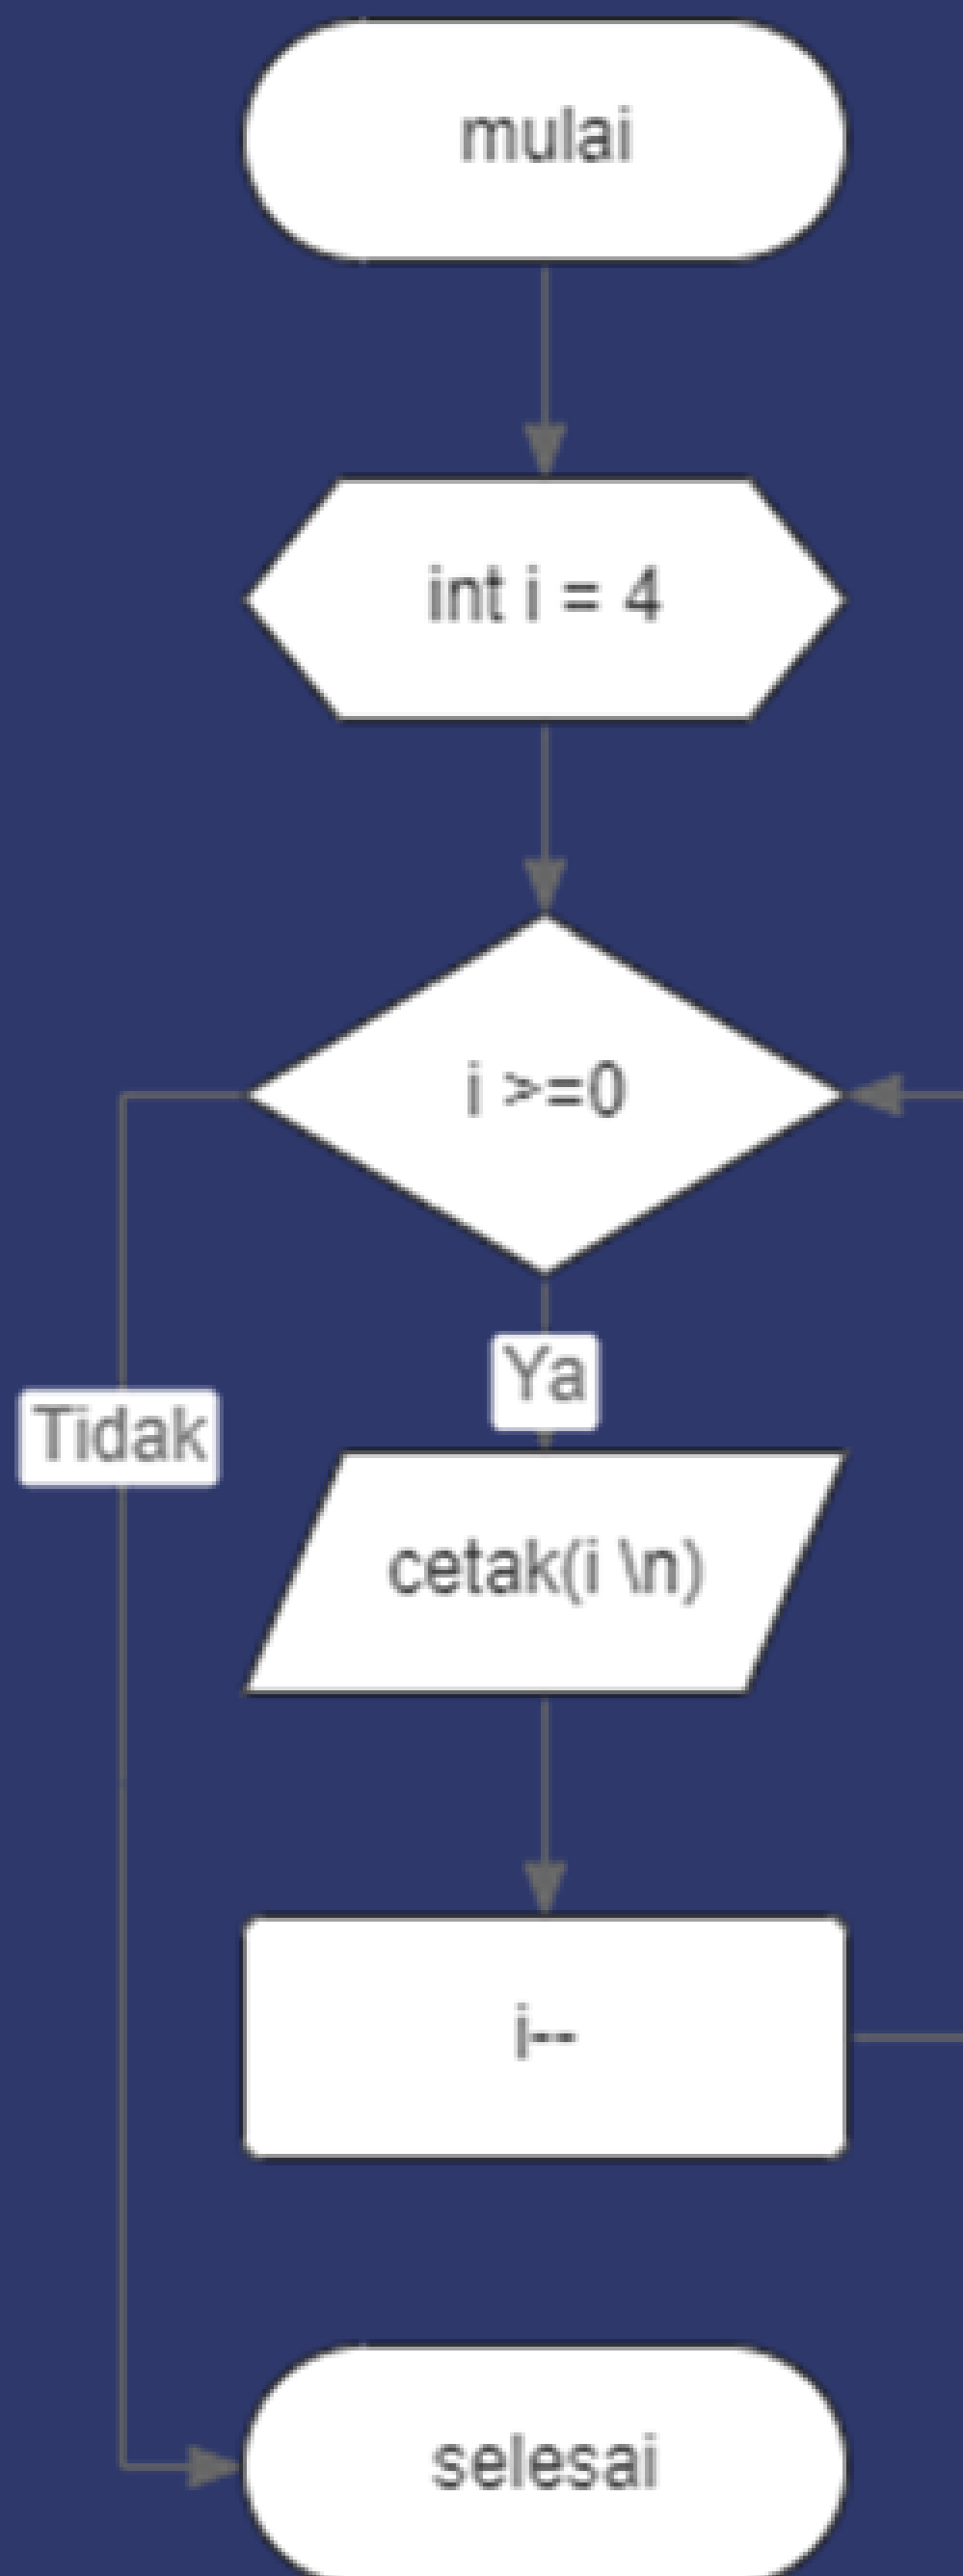 mulai
int i = 4
i >=0
Ya
Tidak
cetak(i \n)
i--
selesai